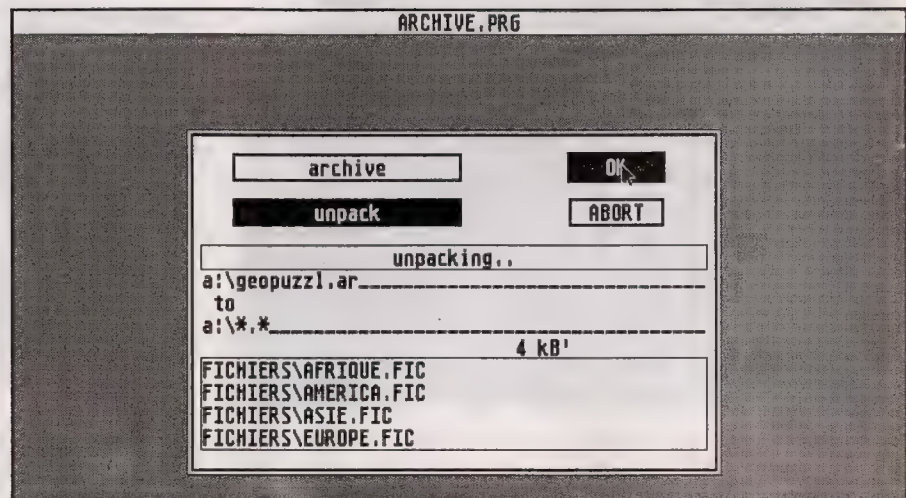 ARCHIVE.PRG
archive
OK
unpack
ABORT
unpacking..
a:\geopuzzl.ar
to
a:\*.*
4 kB'
FICHIERS\AFRIQUE.FIC
FICHIERS\AMERICA.FIC
FICHIERS\ASIE.FIC
FICHIERS\EUROPE.FIC